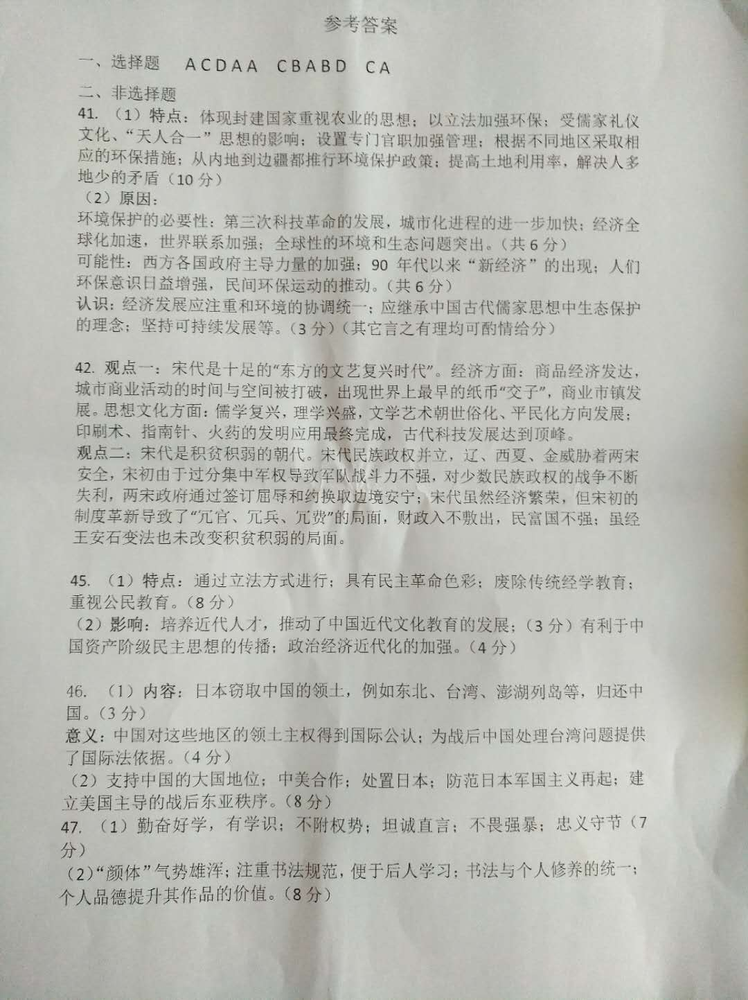 参考答案
一、选择题 ACDAA CBABD CA
二、非选择题
41. （1）特点：体现封建国家重视农业的思想；以立法加强环保；受儒家礼仪
文化、“天人合一”思想的影响；设置专门官职加强管理；根据不同地区采取相
应的环保措施；从内地到边疆都推行环境保护政策；提高土地利用率，解决人多
地少的矛盾（10 分）
（2）原因：
环境保护的必要性：第三次科技革命的发展，城市化进程的进一步加快；经济全
球化加速，世界联系加强；全球性的环境和生态问题突出。（共 6 分）
可能性：西方各国政府主导力量的加强；90 年代以来“新经济”的出现；人们
环保意识日益增强，民间环保运动的推动。（共 6 分）
认识：经济发展应注重和环境的协调统一；应继承中国古代儒家思想中生态保护
的理念；坚持可持续发展等。（3 分）（其它言之有理均可酌情给分）
42. 观点一：宋代是十足的“东方的文艺复兴时代”。经济方面：商品经济发达，
城市商业活动的时间与空间被打破，出现世界上最早的纸币“交子”，商业市镇发
展。思想文化方面：儒学复兴，理学兴盛，文学艺术朝世俗化、平民化方向发展；
印刷术、指南针、火药的发明应用最终完成，古代科技发展达到顶峰。
观点二：宋代是积贫积弱的朝代。宋代民族政权并立，辽、西夏、金威胁着两宋
安全，宋初由于过分集中军权导致军队战斗力不强，对少数民族政权的战争不断
失利，两宋政府通过签订屈辱和约换取边境安宁；宋代虽然经济繁荣，但宋初的
制度革新导致了“冗官、冗兵、冗费”的局面，财政入不敷出，民富国不强；虽经
王安石变法也未改变积贫积弱的局面。
45. （1）特点：通过立法方式进行；具有民主革命色彩；废除传统经学教育；
重视公民教育。（8 分）
（2）影响：培养近代人才，推动了中国近代文化教育的发展；（3 分）有利于中
国资产阶级民主思想的传播；政治经济近代化的加强。（4 分）
46. （1）内容：日本窃取中国的领土，例如东北、台湾、澎湖列岛等，归还中
国。（3 分）
意义：中国对这些地区的领土主权得到国际公认；为战后中国处理台湾问题提供
了国际法依据。（4 分）
（2）支持中国的大国地位；中美合作；处置日本；防范日本军国主义再起；建
立美国主导的战后东亚秩序。（8 分）
47. （1）勤奋好学，有学识；不附权势；坦诚直言；不畏强暴；忠义守节（7
分）
（2）“颜体”气势雄浑；注重书法规范，便于后人学习；书法与个人修养的统一；
个人品德提升其作品的价值。（8 分）